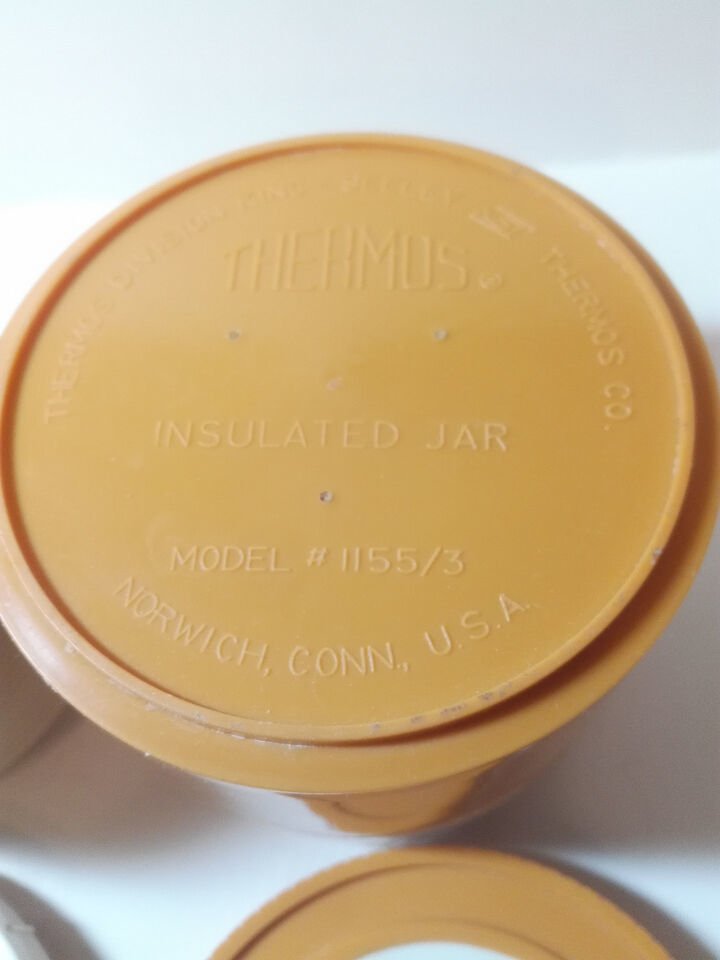 THERMOS DIVISION KING-SEELEY THERMOS CO.
THERMOS ®
INSULATED JAR
MODEL # 1155/3
NORWICH, CONN., U.S.A.